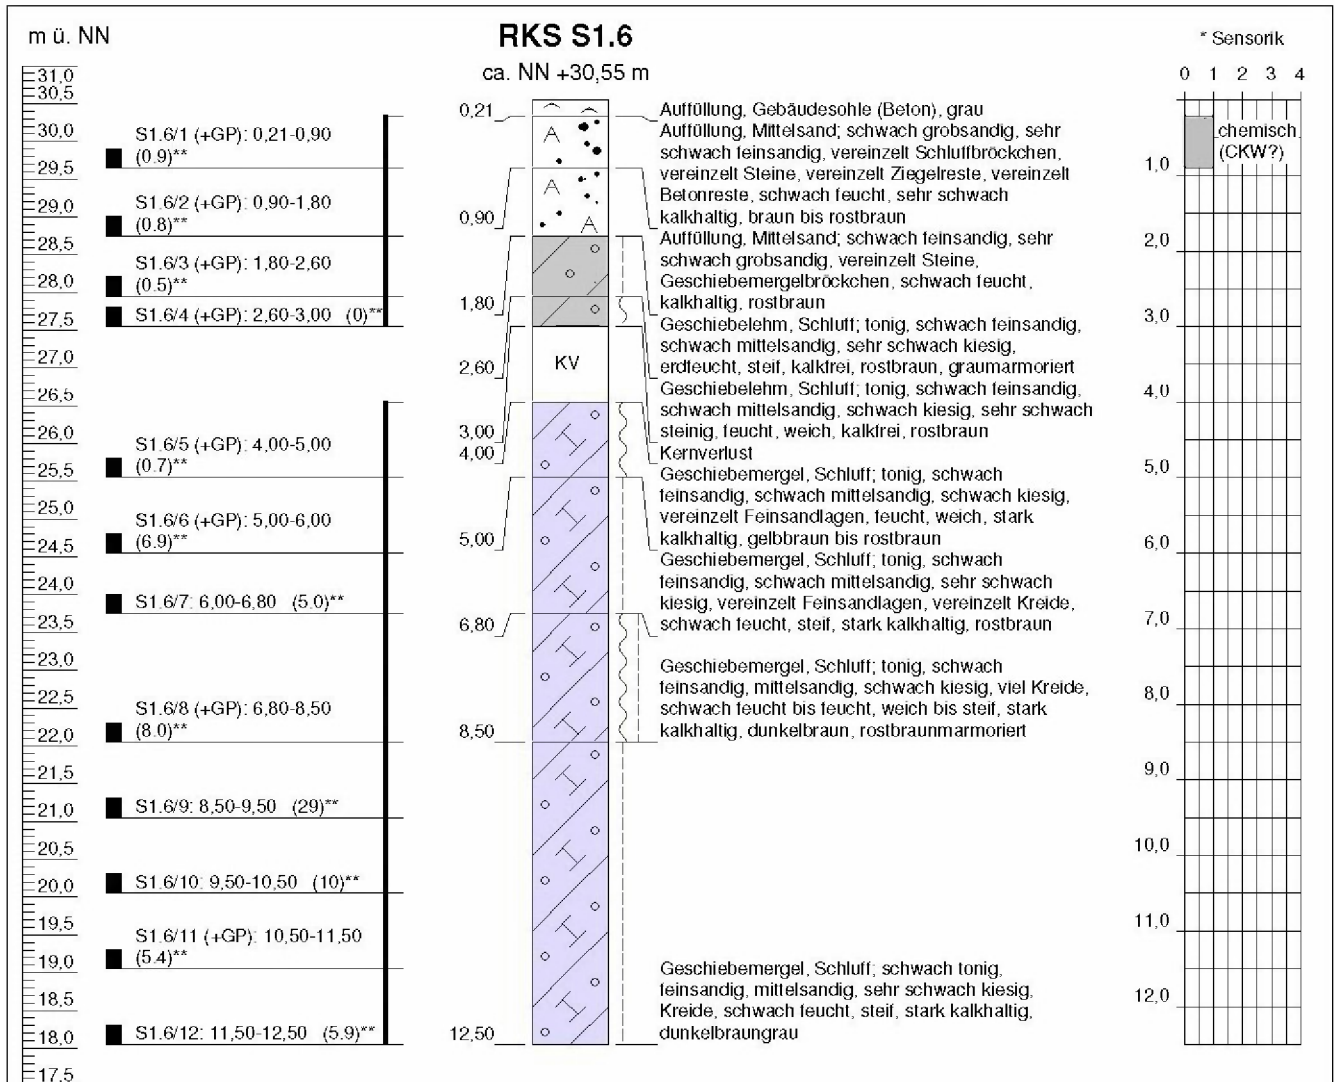 m ü. NN
RKS S1.6
ca. NN +30,55 m
* Sensorik
0 1 2 3 4
31,0
30,5
30,0
29,5
29,0
28,5
28,0
27,5
27,0
26,5
26,0
25,5
25,0
24,5
24,0
23,5
23,0
22,5
22,0
21,5
21,0
20,5
20,0
19,5
19,0
18,5
18,0
17,5
S1.6/1 (+GP): 0,21-0,90
(0.9)**
S1.6/2 (+GP): 0,90-1,80
(0.8)**
S1.6/3 (+GP): 1,80-2,60
(0.5)**
S1.6/4 (+GP): 2,60-3,00 (0)**
S1.6/5 (+GP): 4,00-5,00
(0.7)**
S1.6/6 (+GP): 5,00-6,00
(6.9)**
S1.6/7: 6,00-6,80 (5.0)**
S1.6/8 (+GP): 6,80-8,50
(8.0)**
S1.6/9: 8,50-9,50 (29)**
S1.6/10: 9,50-10,50 (10)**
S1.6/11 (+GP): 10,50-11,50
(5.4)**
S1.6/12: 11,50-12,50 (5.9)**
0,21
0,90
1,80
2,60
3,00
4,00
5,00
6,80
8,50
12,50
A
A
A
KV
Auffüllung, Gebäudesohle (Beton), grau
Auffüllung, Mittelsand; schwach grobsandig, sehr
schwach feinsandig, vereinzelt Schluffbröckchen,
vereinzelt Steine, vereinzelt Ziegelreste, vereinzelt
Betonreste, schwach feucht, sehr schwach
kalkhaltig, braun bis rostbraun
Auffüllung, Mittelsand; schwach feinsandig, sehr
schwach grobsandig, vereinzelt Steine,
Geschiebemergelbröckchen, schwach feucht,
kalkhaltig, rostbraun
Geschiebelehm, Schluff; tonig, schwach feinsandig,
schwach mittelsandig, sehr schwach kiesig,
erdfeucht, steif, kalkfrei, rostbraun, graumarmoriert
Geschiebelehm, Schluff; tonig, schwach feinsandig,
schwach mittelsandig, schwach kiesig, sehr schwach
steinig, feucht, weich, kalkfrei, rostbraun
Kernverlust
Geschiebemergel, Schluff; tonig, schwach
feinsandig, schwach mittelsandig, schwach kiesig,
vereinzelt Feinsandlagen, feucht, weich, stark
kalkhaltig, gelbbraun bis rostbraun
Geschiebemergel, Schluff; tonig, schwach
feinsandig, schwach mittelsandig, sehr schwach
kiesig, vereinzelt Feinsandlagen, vereinzelt Kreide,
schwach feucht, steif, stark kalkhaltig, rostbraun
Geschiebemergel, Schluff; tonig, schwach
feinsandig, mittelsandig, schwach kiesig, viel Kreide,
schwach feucht bis feucht, weich bis steif, stark
kalkhaltig, dunkelbraun, rostbraunmarmoriert
Geschiebemergel, Schluff; schwach tonig,
feinsandig, mittelsandig, sehr schwach kiesig,
Kreide, schwach feucht, steif, stark kalkhaltig,
dunkelbraungrau
chemisch
(CKW?)
1,0
2,0
3,0
4,0
5,0
6,0
7,0
8,0
9,0
10,0
11,0
12,0